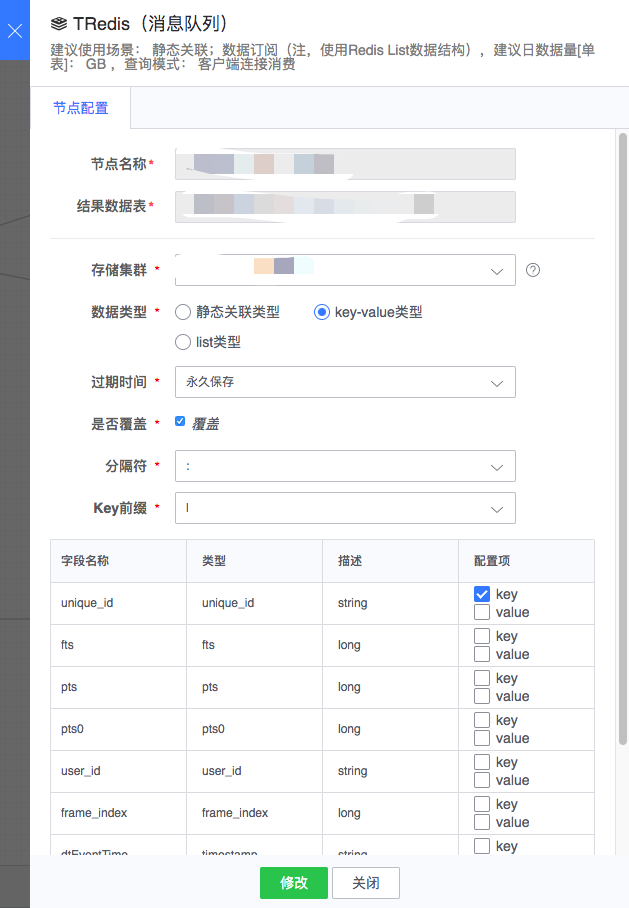 TRedis（消息队列）
建议使用场景： 静态关联；数据订阅（注，使用Redis List数据结构），建议日数据量[单
表]： GB ，查询模式： 客户端连接消费
节点配置
节点名称*
结果数据表*
存储集群 *
数据类型 * 静态关联类型 key-value类型
list类型
过期时间 * 永久保存
是否覆盖 * 覆盖
分隔符 * :
Key前缀 * l
字段名称 类型 描述 配置项
unique_id unique_id string key
value
fts fts long key
value
pts pts long key
value
pts0 pts0 long key
value
user_id user_id string key
value
frame_index frame_index long key
value
dtEventTime timestamp string key
修改 关闭